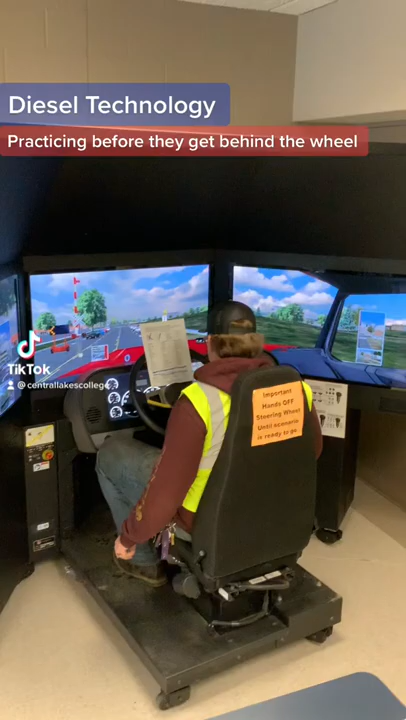 Diesel Technology
Practicing before they get behind the wheel
TikTok
@centrallakescollege
Important
Hands OFF
Steering Wheel
Until scenario
is ready to go